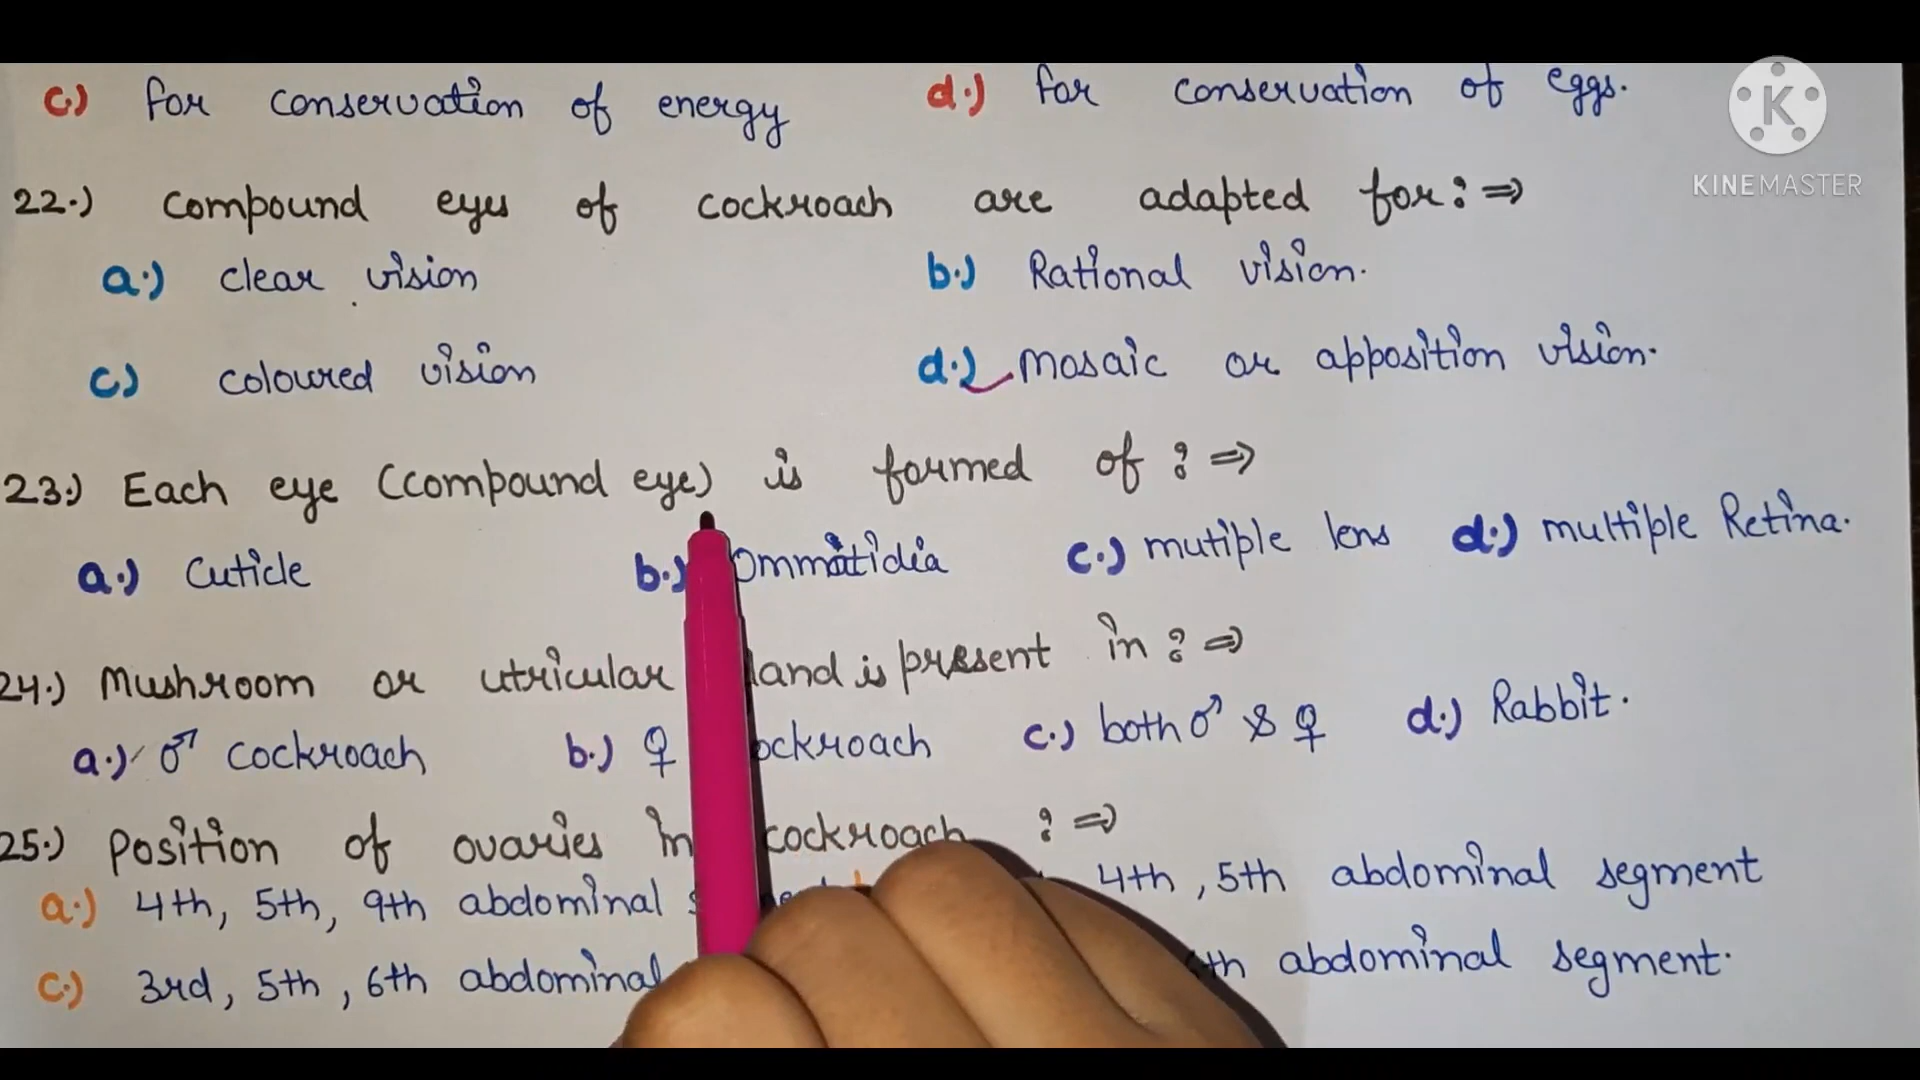 c.) for conservation of energy d.) for conservation of eggs.
KINEMASTER
22.) compound eyes of cockroach are adapted for: ⇒
a.) clear vision b.) Rational vision.
c.) coloured vision d.) mosaic or apposition vision.
23.) Each eye (compound eye) is formed of : ⇒
a.) Cuticle b.) Ommatidia c.) mutiple lens d.) multiple Retina.
24.) Mushroom or utricular land is present in : ⇒
a.) ♂ cockroach b.) ♀ ockroach c.) both ♂ & ♀ d.) Rabbit.
25.) Position of ovaries in cockroach : ⇒
a.) 4th, 5th, 9th abdominal 4th, 5th abdominal segment
c.) 3rd, 5th, 6th abdominal th abdominal segment.